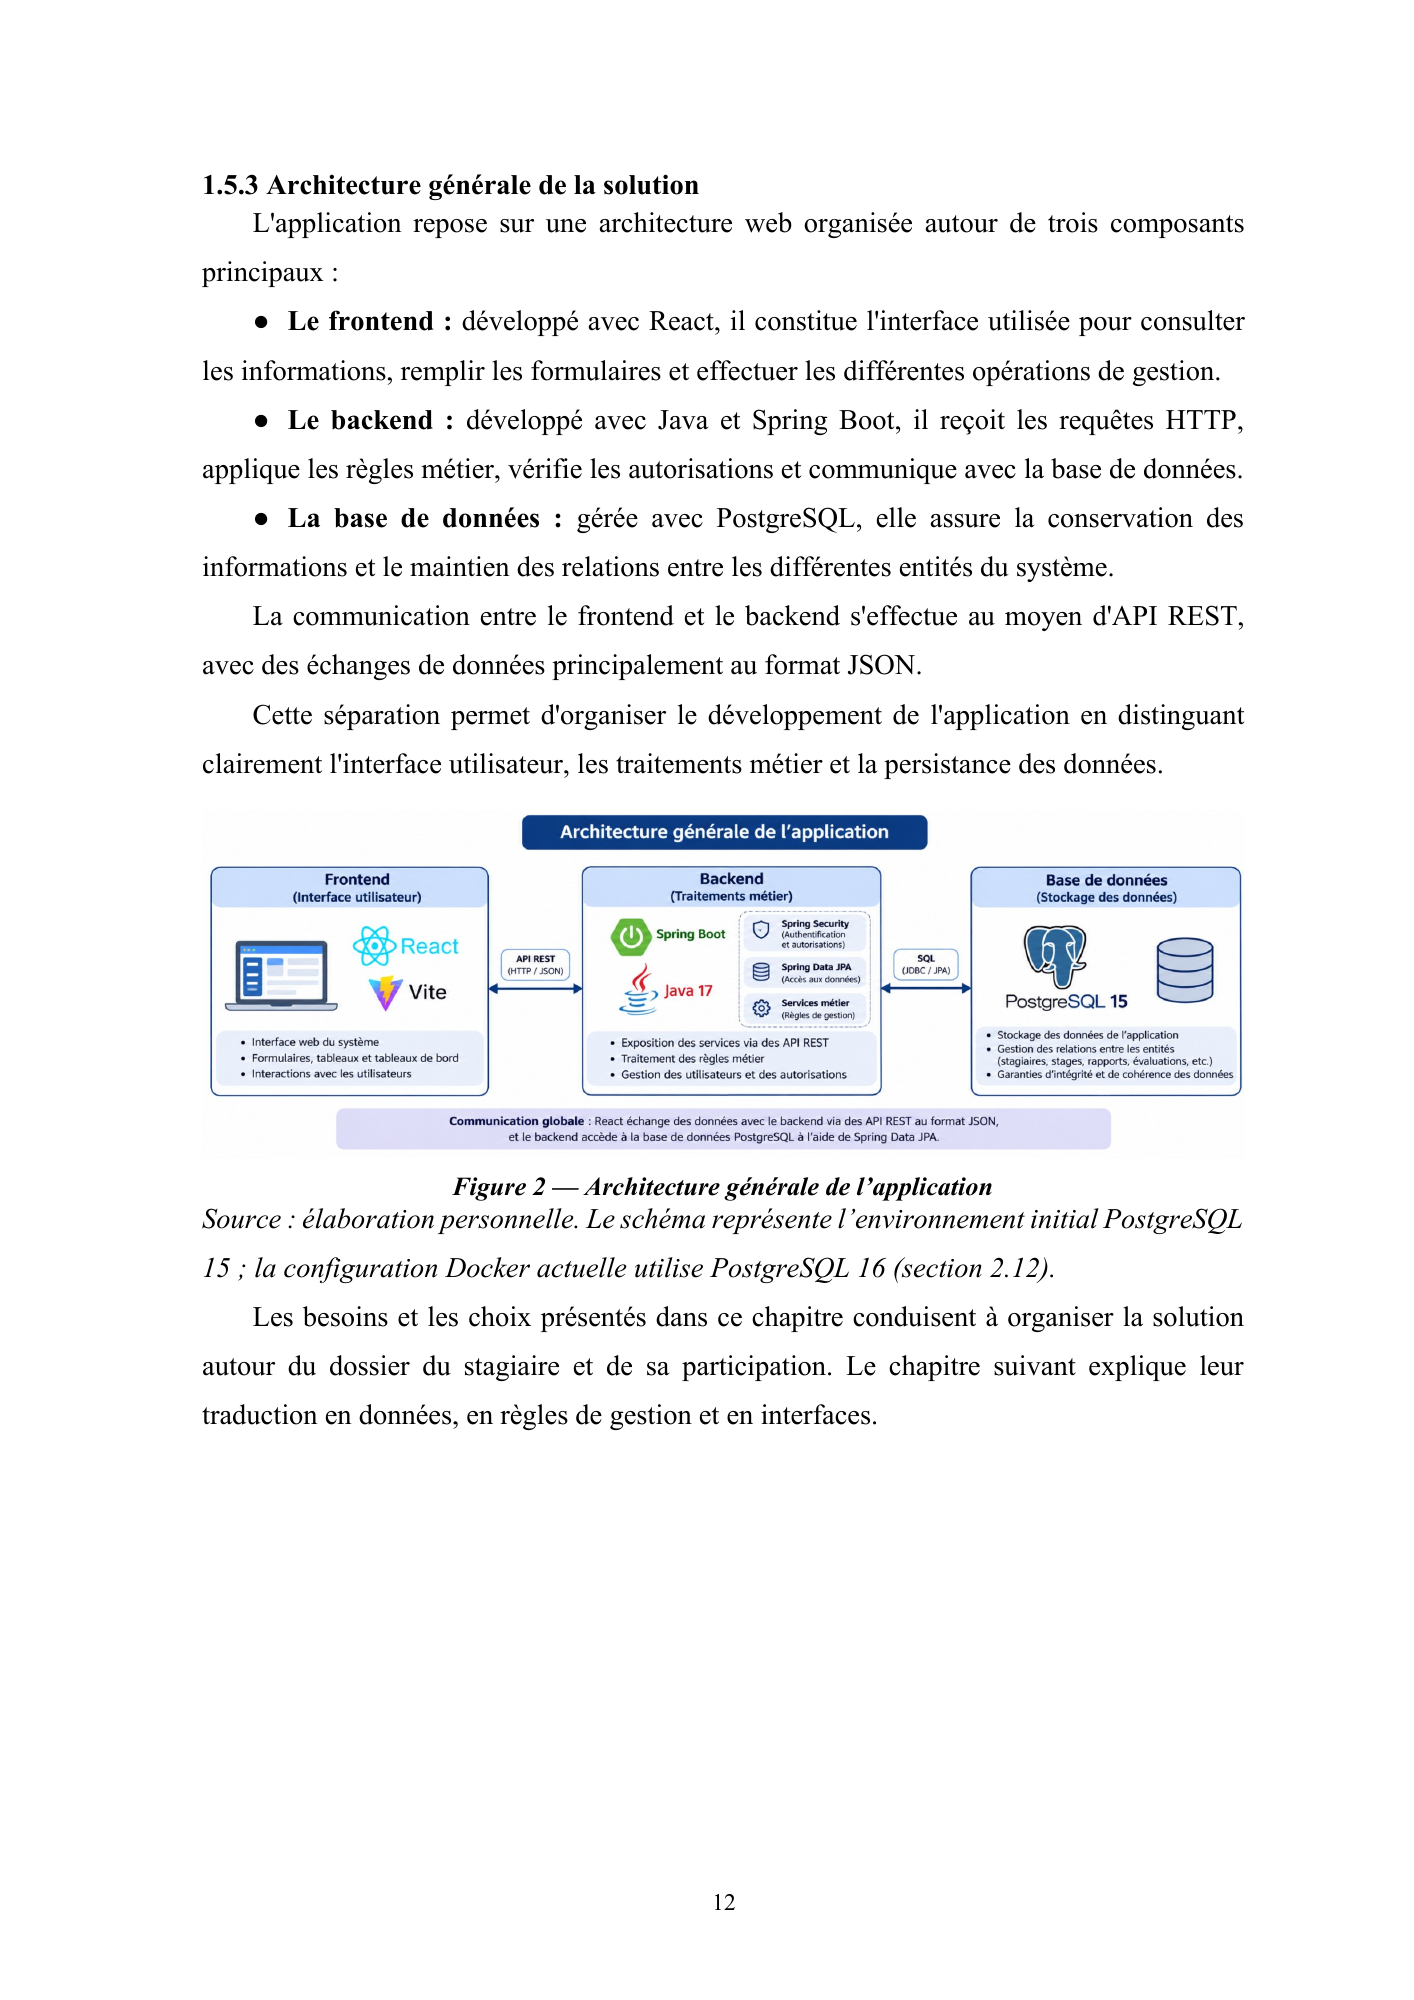 1.5.3 Architecture générale de la solution
L'application repose sur une architecture web organisée autour de trois composants
principaux :
● Le frontend : développé avec React, il constitue l'interface utilisée pour consulter
les informations, remplir les formulaires et effectuer les différentes opérations de gestion.
● Le backend : développé avec Java et Spring Boot, il reçoit les requêtes HTTP,
applique les règles métier, vérifie les autorisations et communique avec la base de données.
● La base de données : gérée avec PostgreSQL, elle assure la conservation des
informations et le maintien des relations entre les différentes entités du système.
La communication entre le frontend et le backend s'effectue au moyen d'API REST,
avec des échanges de données principalement au format JSON.
Cette séparation permet d'organiser le développement de l'application en distinguant
clairement l'interface utilisateur, les traitements métier et la persistance des données.
Architecture générale de l’application
Frontend
(Interface utilisateur)
React
Vite
• Interface web du système
• Formulaires, tableaux et tableaux de bord
• Interactions avec les utilisateurs
API REST
(HTTP / JSON)
Backend
(Traitements métier)
Spring Boot
Java 17
Spring Security
(Authentification
et autorisations)
Spring Data JPA
(Accès aux données)
Services métier
(Règles de gestion)
• Exposition des services via des API REST
• Traitement des règles métier
• Gestion des utilisateurs et des autorisations
SQL
(JDBC / JPA)
Base de données
(Stockage des données)
PostgreSQL 15
• Stockage des données de l’application
• Gestion des relations entre les entités
(stagiaires, stages, rapports, évaluations, etc.)
• Garanties d’intégrité et de cohérence des données
Communication globale : React échange des données avec le backend via des API REST au format JSON,
et le backend accède à la base de données PostgreSQL à l’aide de Spring Data JPA.
Figure 2 — Architecture générale de l’application
Source : élaboration personnelle. Le schéma représente l’environnement initial PostgreSQL
15 ; la configuration Docker actuelle utilise PostgreSQL 16 (section 2.12).
Les besoins et les choix présentés dans ce chapitre conduisent à organiser la solution
autour du dossier du stagiaire et de sa participation. Le chapitre suivant explique leur
traduction en données, en règles de gestion et en interfaces.
12